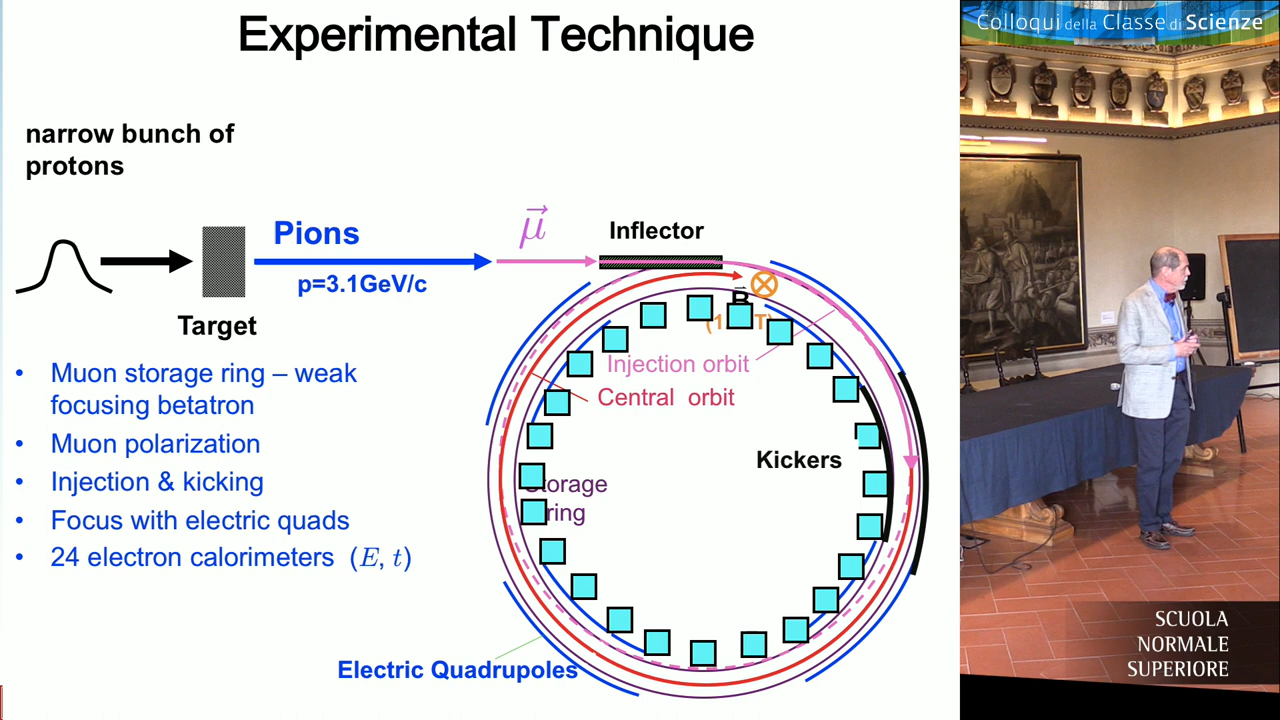 Experimental Technique
Colloqui della Classe di Scienze
narrow bunch of
protons
Pions
p=3.1GeV/c
Target
μ
Inflector
B
(1 T)
Injection orbit
Central orbit
Kickers
Storage
ring
Electric Quadrupoles
• Muon storage ring – weak
focusing betatron
• Muon polarization
• Injection & kicking
• Focus with electric quads
• 24 electron calorimeters (E, t)
SCUOLA
NORMALE
SUPERIORE